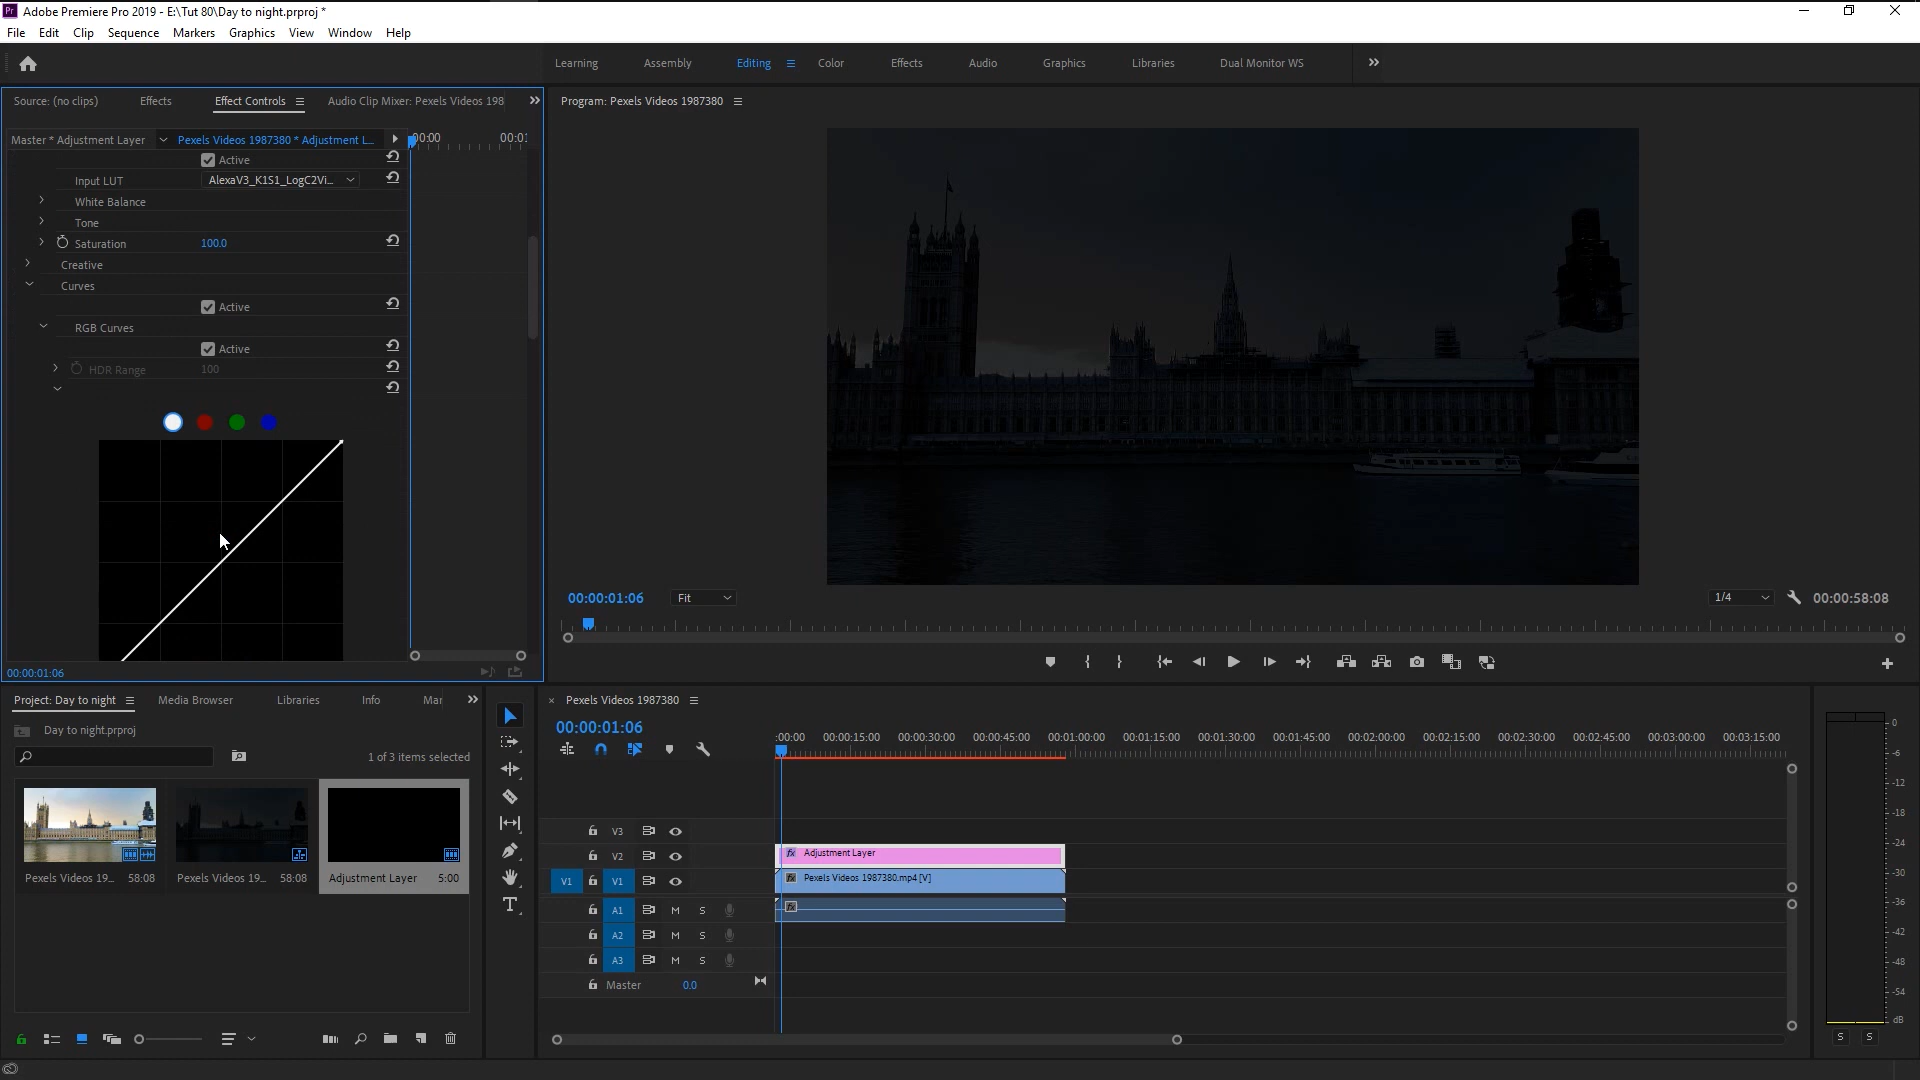 Pr Adobe Premiere Pro 2019 - E:\Tut 80\Day to night.prproj *
File Edit Clip Sequence Markers Graphics View Window Help
Learning Assembly Editing Color Effects Audio Graphics Libraries Dual Monitor WS
Source: (no clips) Effects Effect Controls Audio Clip Mixer: Pexels Videos 198
Program: Pexels Videos 1987380
Master * Adjustment Layer Pexels Videos 1987380 * Adjustment L...
00:00 00:01
Active
Input LUT AlexaV3_K1S1_LogC2Vi...
White Balance
Tone
Saturation 100.0
Creative
Curves
Active
RGB Curves
Active
HDR Range 100
00:00:01:06
00:00:01:06 Fit 1/4 00:00:58:08
Project: Day to night Media Browser Libraries Info Mar
Day to night.prproj
1 of 3 items selected
Pexels Videos 19... 58:08 Pexels Videos 19... 58:08 Adjustment Layer 5:00
× Pexels Videos 1987380
00:00:01:06
:00:00 00:00:15:00 00:00:30:00 00:00:45:00 00:01:00:00 00:01:15:00 00:01:30:00 00:01:45:00 00:02:00:00 00:02:15:00 00:02:30:00 00:02:45:00 00:03:00:00 00:03:15:00
V3
V2 fx Adjustment Layer
V1 V1 fx Pexels Videos 1987380.mp4 [V]
A1 M S fx
A2 M S
A3 M S
Master 0.0
0
-6
-12
-18
-24
-30
-36
-42
-48
-54
dB
S S